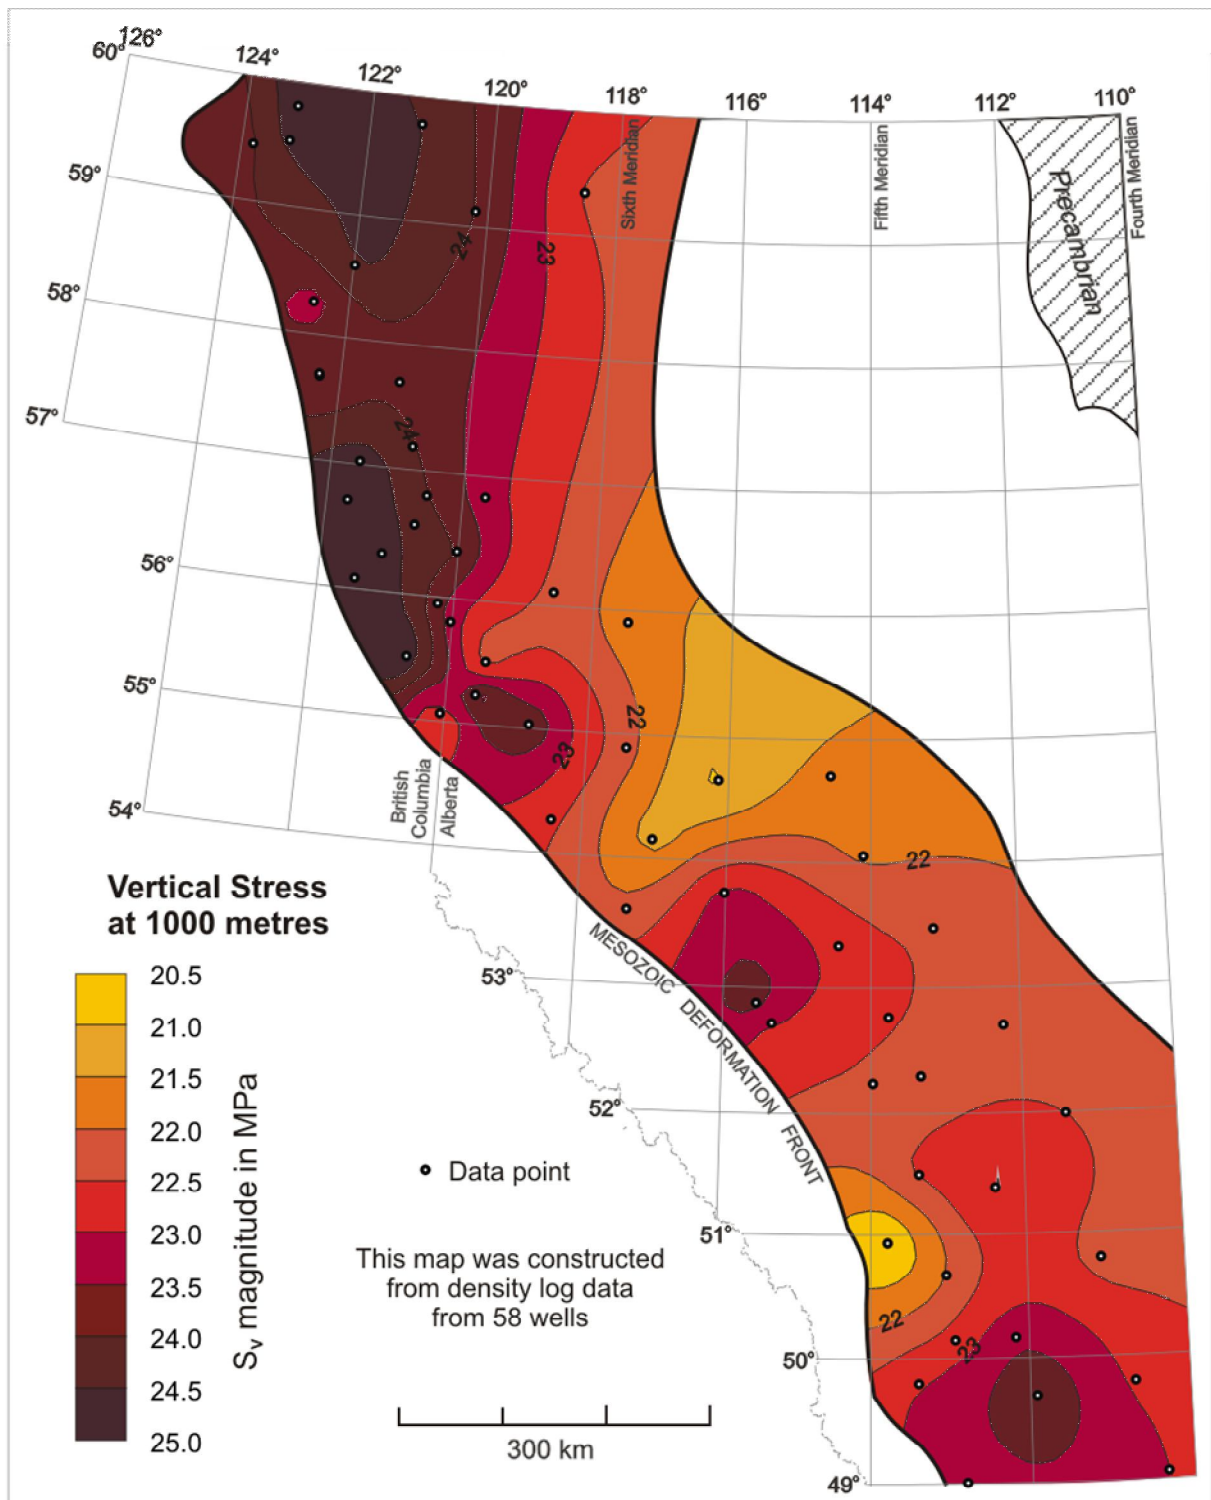 126°
60°
124°
122°
120°
118°
116°
114°
112°
110°
59°
58°
57°
56°
55°
54°
Sixth Meridian
Fifth Meridian
Fourth Meridian
Precambrian
24
23
24
22
23
22
British
Columbia
Alberta
Vertical Stress
at 1000 metres
20.5
21.0
21.5
22.0
22.5
23.0
23.5
24.0
24.5
25.0
Sv magnitude in MPa
MESOZOIC DEFORMATION FRONT
53°
52°
51°
50°
49°
22
23
Data point
This map was constructed
from density log data
from 58 wells
300 km